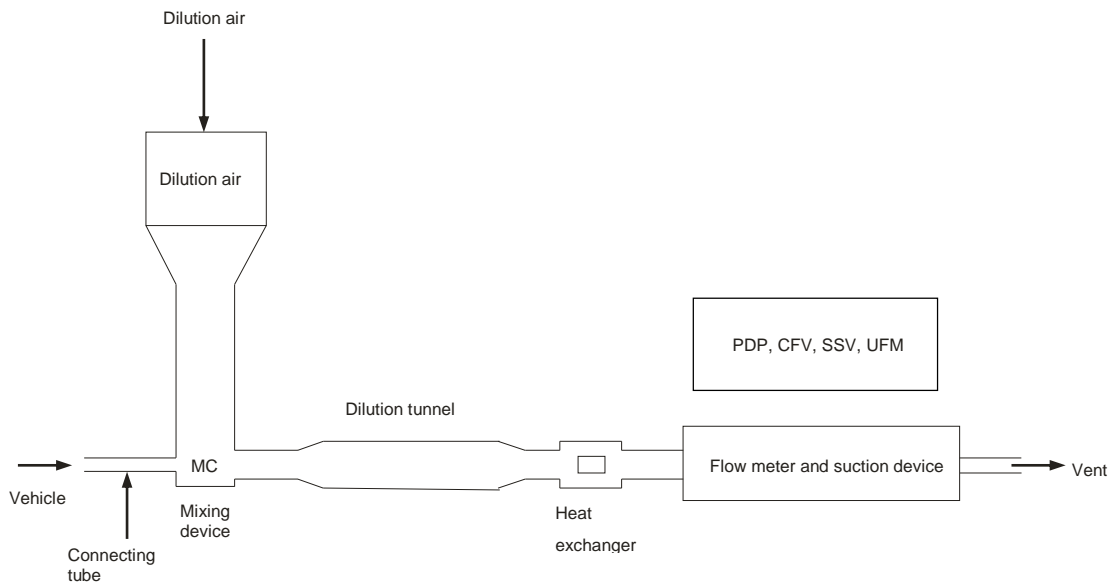 Dilution air
Dilution air
PDP, CFV, SSV, UFM
Dilution tunnel
MC
Flow meter and suction device
Vent
Vehicle
Mixing
device
Heat
exchanger
Connecting
tube